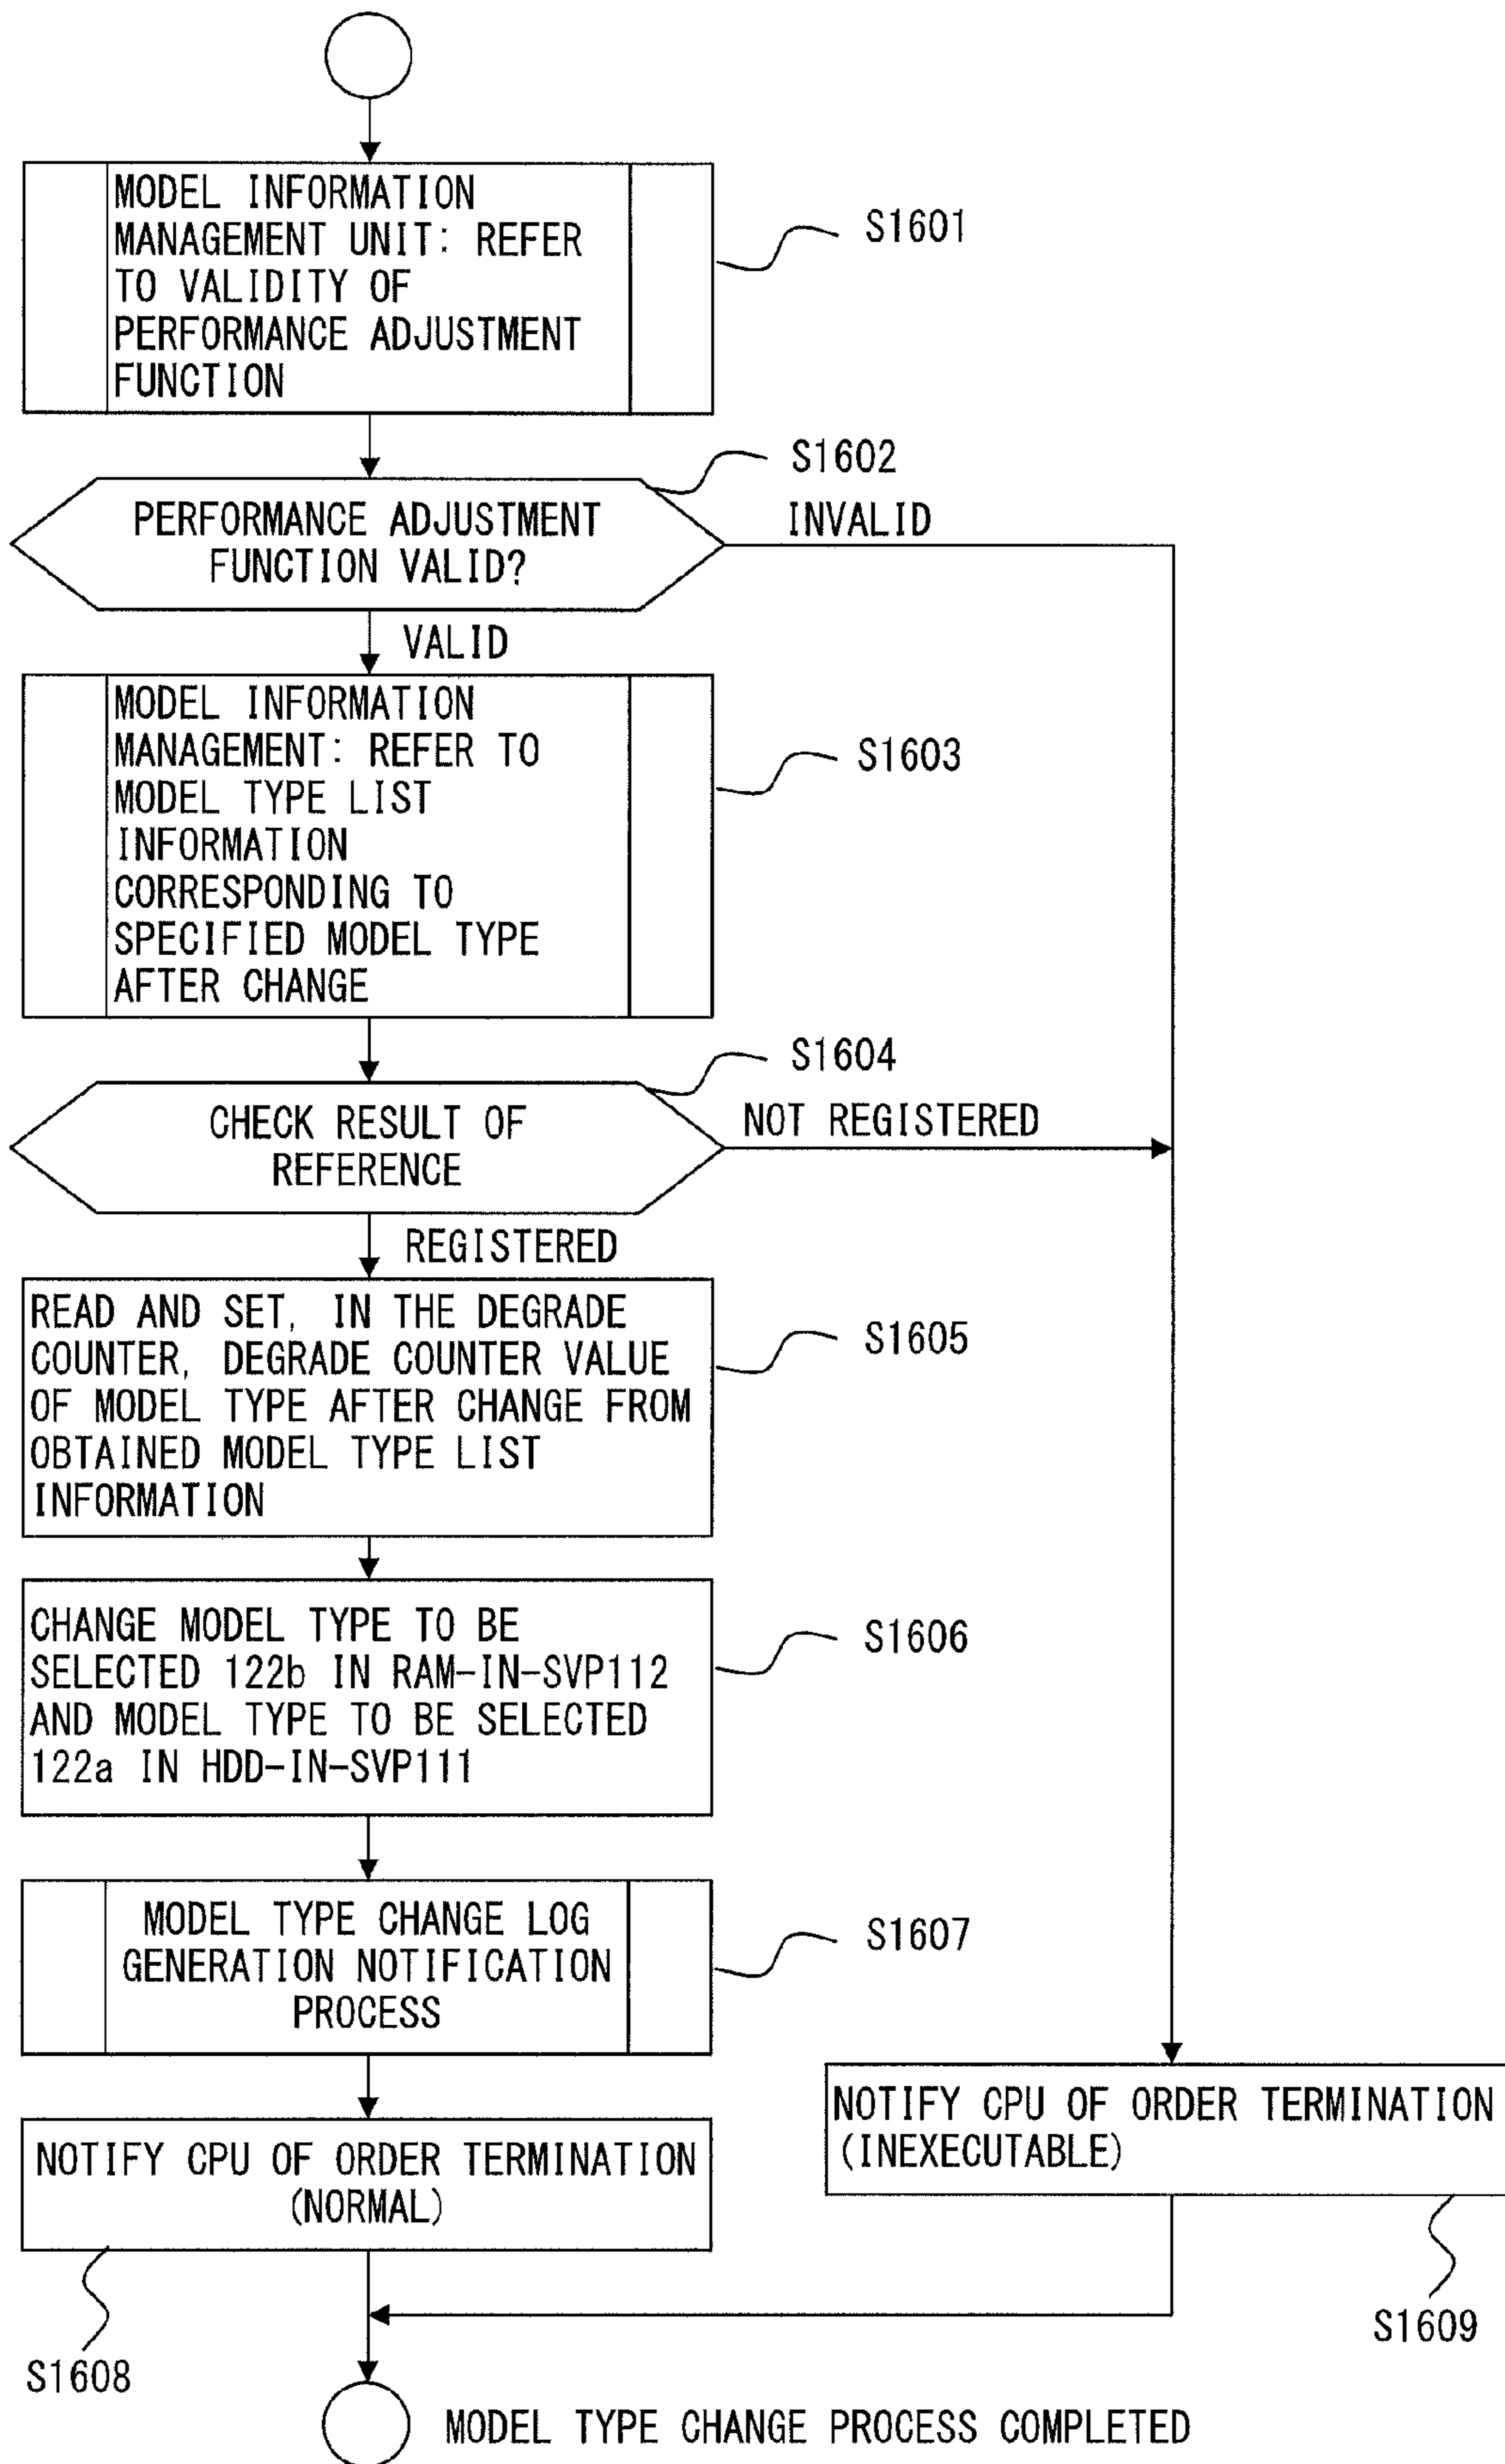 MODEL INFORMATION
MANAGEMENT UNIT: REFER
TO VALIDITY OF
PERFORMANCE ADJUSTMENT
FUNCTION
S1601
S1602
PERFORMANCE ADJUSTMENT
FUNCTION VALID?
INVALID
VALID
MODEL INFORMATION
MANAGEMENT: REFER TO
MODEL TYPE LIST
INFORMATION
CORRESPONDING TO
SPECIFIED MODEL TYPE
AFTER CHANGE
S1603
S1604
CHECK RESULT OF
REFERENCE
NOT REGISTERED
REGISTERED
READ AND SET, IN THE DEGRADE
COUNTER, DEGRADE COUNTER VALUE
OF MODEL TYPE AFTER CHANGE FROM
OBTAINED MODEL TYPE LIST
INFORMATION
S1605
CHANGE MODEL TYPE TO BE
SELECTED 122b IN RAM-IN-SVP112
AND MODEL TYPE TO BE SELECTED
122a IN HDD-IN-SVP111
S1606
MODEL TYPE CHANGE LOG
GENERATION NOTIFICATION
PROCESS
S1607
NOTIFY CPU OF ORDER TERMINATION
(NORMAL)
S1608
NOTIFY CPU OF ORDER TERMINATION
(INEXECUTABLE)
S1609
MODEL TYPE CHANGE PROCESS COMPLETED